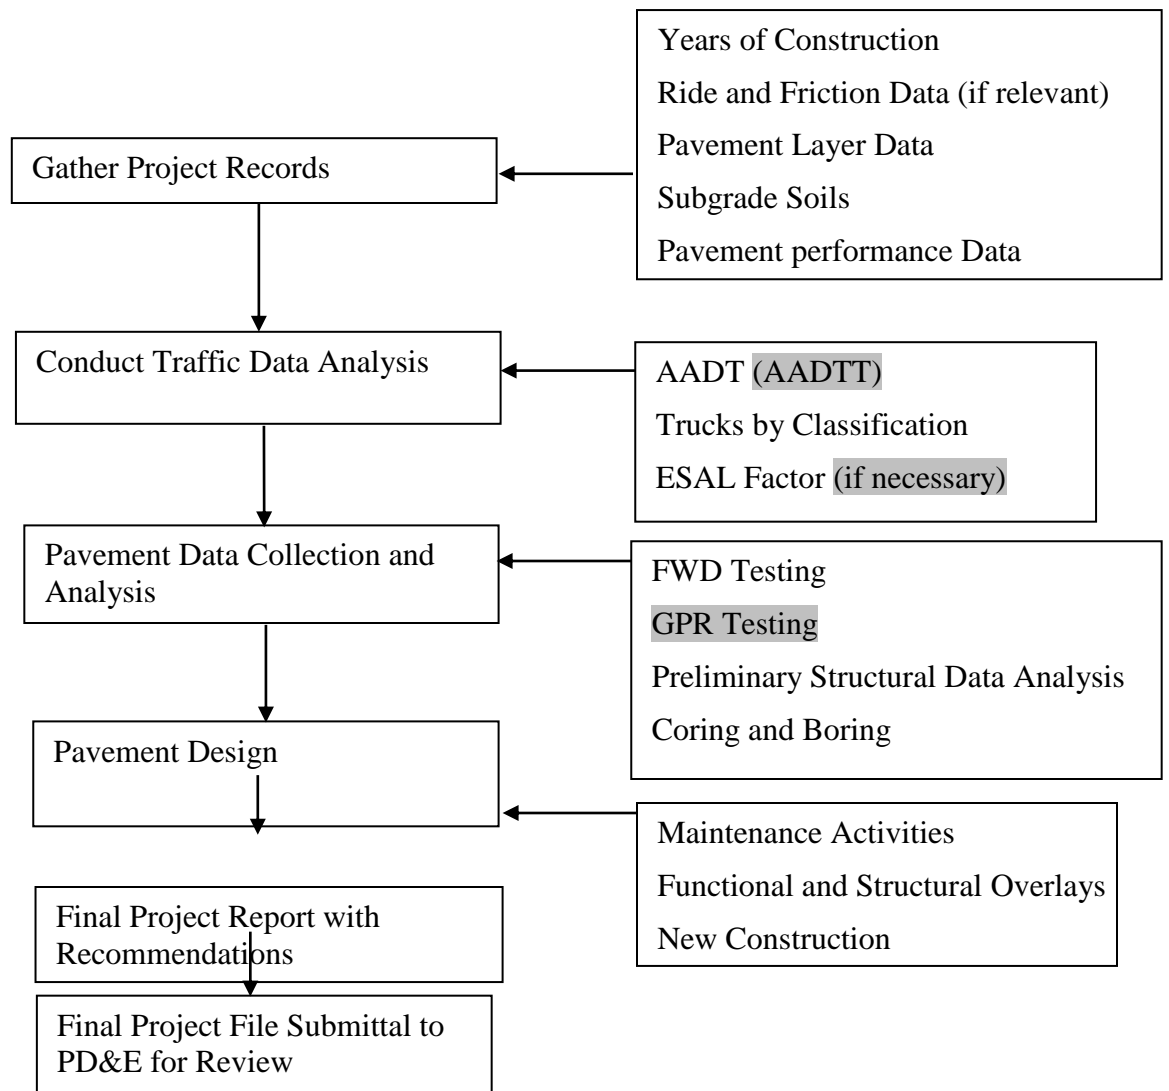 Gather Project Records
Years of Construction
Ride and Friction Data (if relevant)
Pavement Layer Data
Subgrade Soils
Pavement performance Data
Conduct Traffic Data Analysis
AADT (AADTT)
Trucks by Classification
ESAL Factor (if necessary)
Pavement Data Collection and
Analysis
FWD Testing
GPR Testing
Preliminary Structural Data Analysis
Coring and Boring
Pavement Design
Maintenance Activities
Functional and Structural Overlays
New Construction
Final Project Report with
Recommendations
Final Project File Submittal to
PD&E for Review